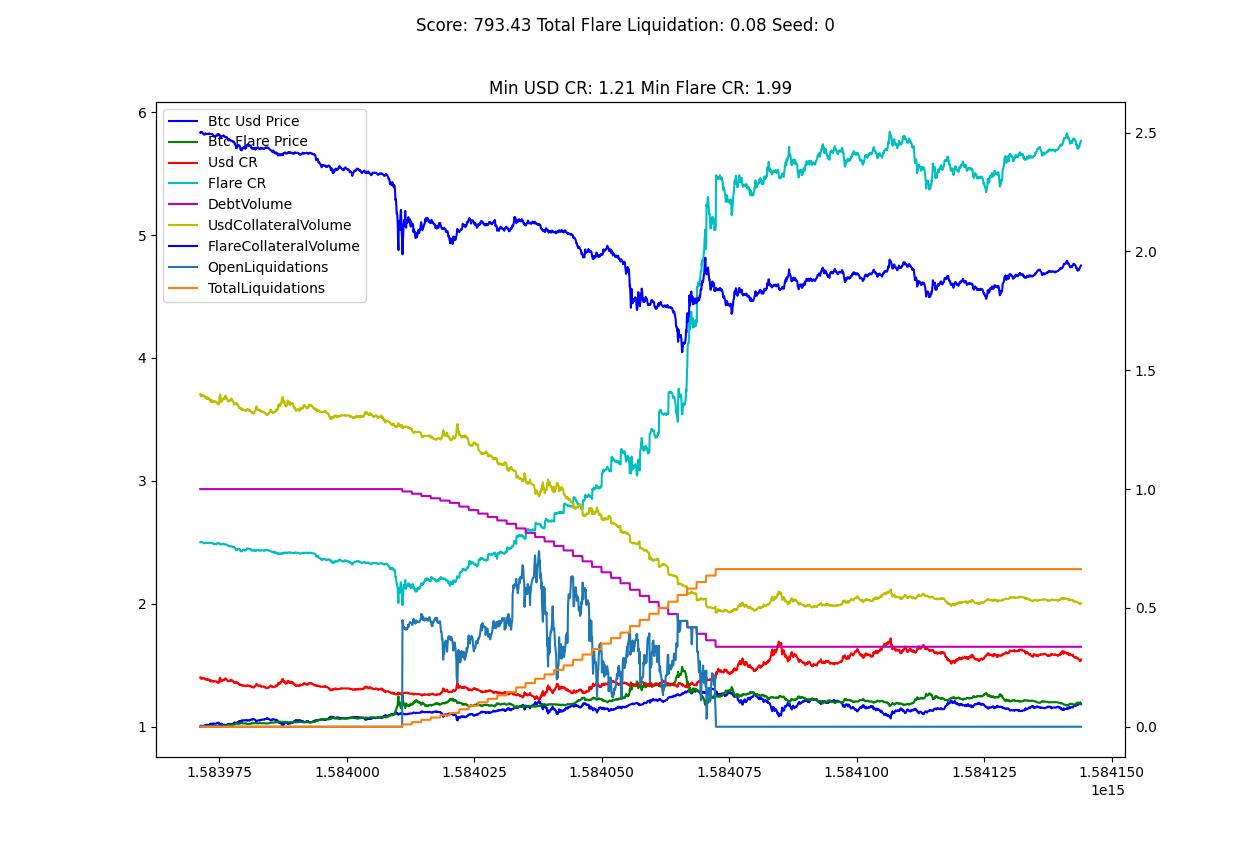 Score: 793.43 Total Flare Liquidation: 0.08 Seed: 0
Min USD CR: 1.21 Min Flare CR: 1.99
Btc Usd Price
Btc Flare Price
Usd CR
Flare CR
DebtVolume
UsdCollateralVolume
FlareCollateralVolume
OpenLiquidations
TotalLiquidations
6
5
4
3
2
1
2.5
2.0
1.5
1.0
0.5
0.0
1.583975 1.584000 1.584025 1.584050 1.584075 1.584100 1.584125 1.584150
1e15